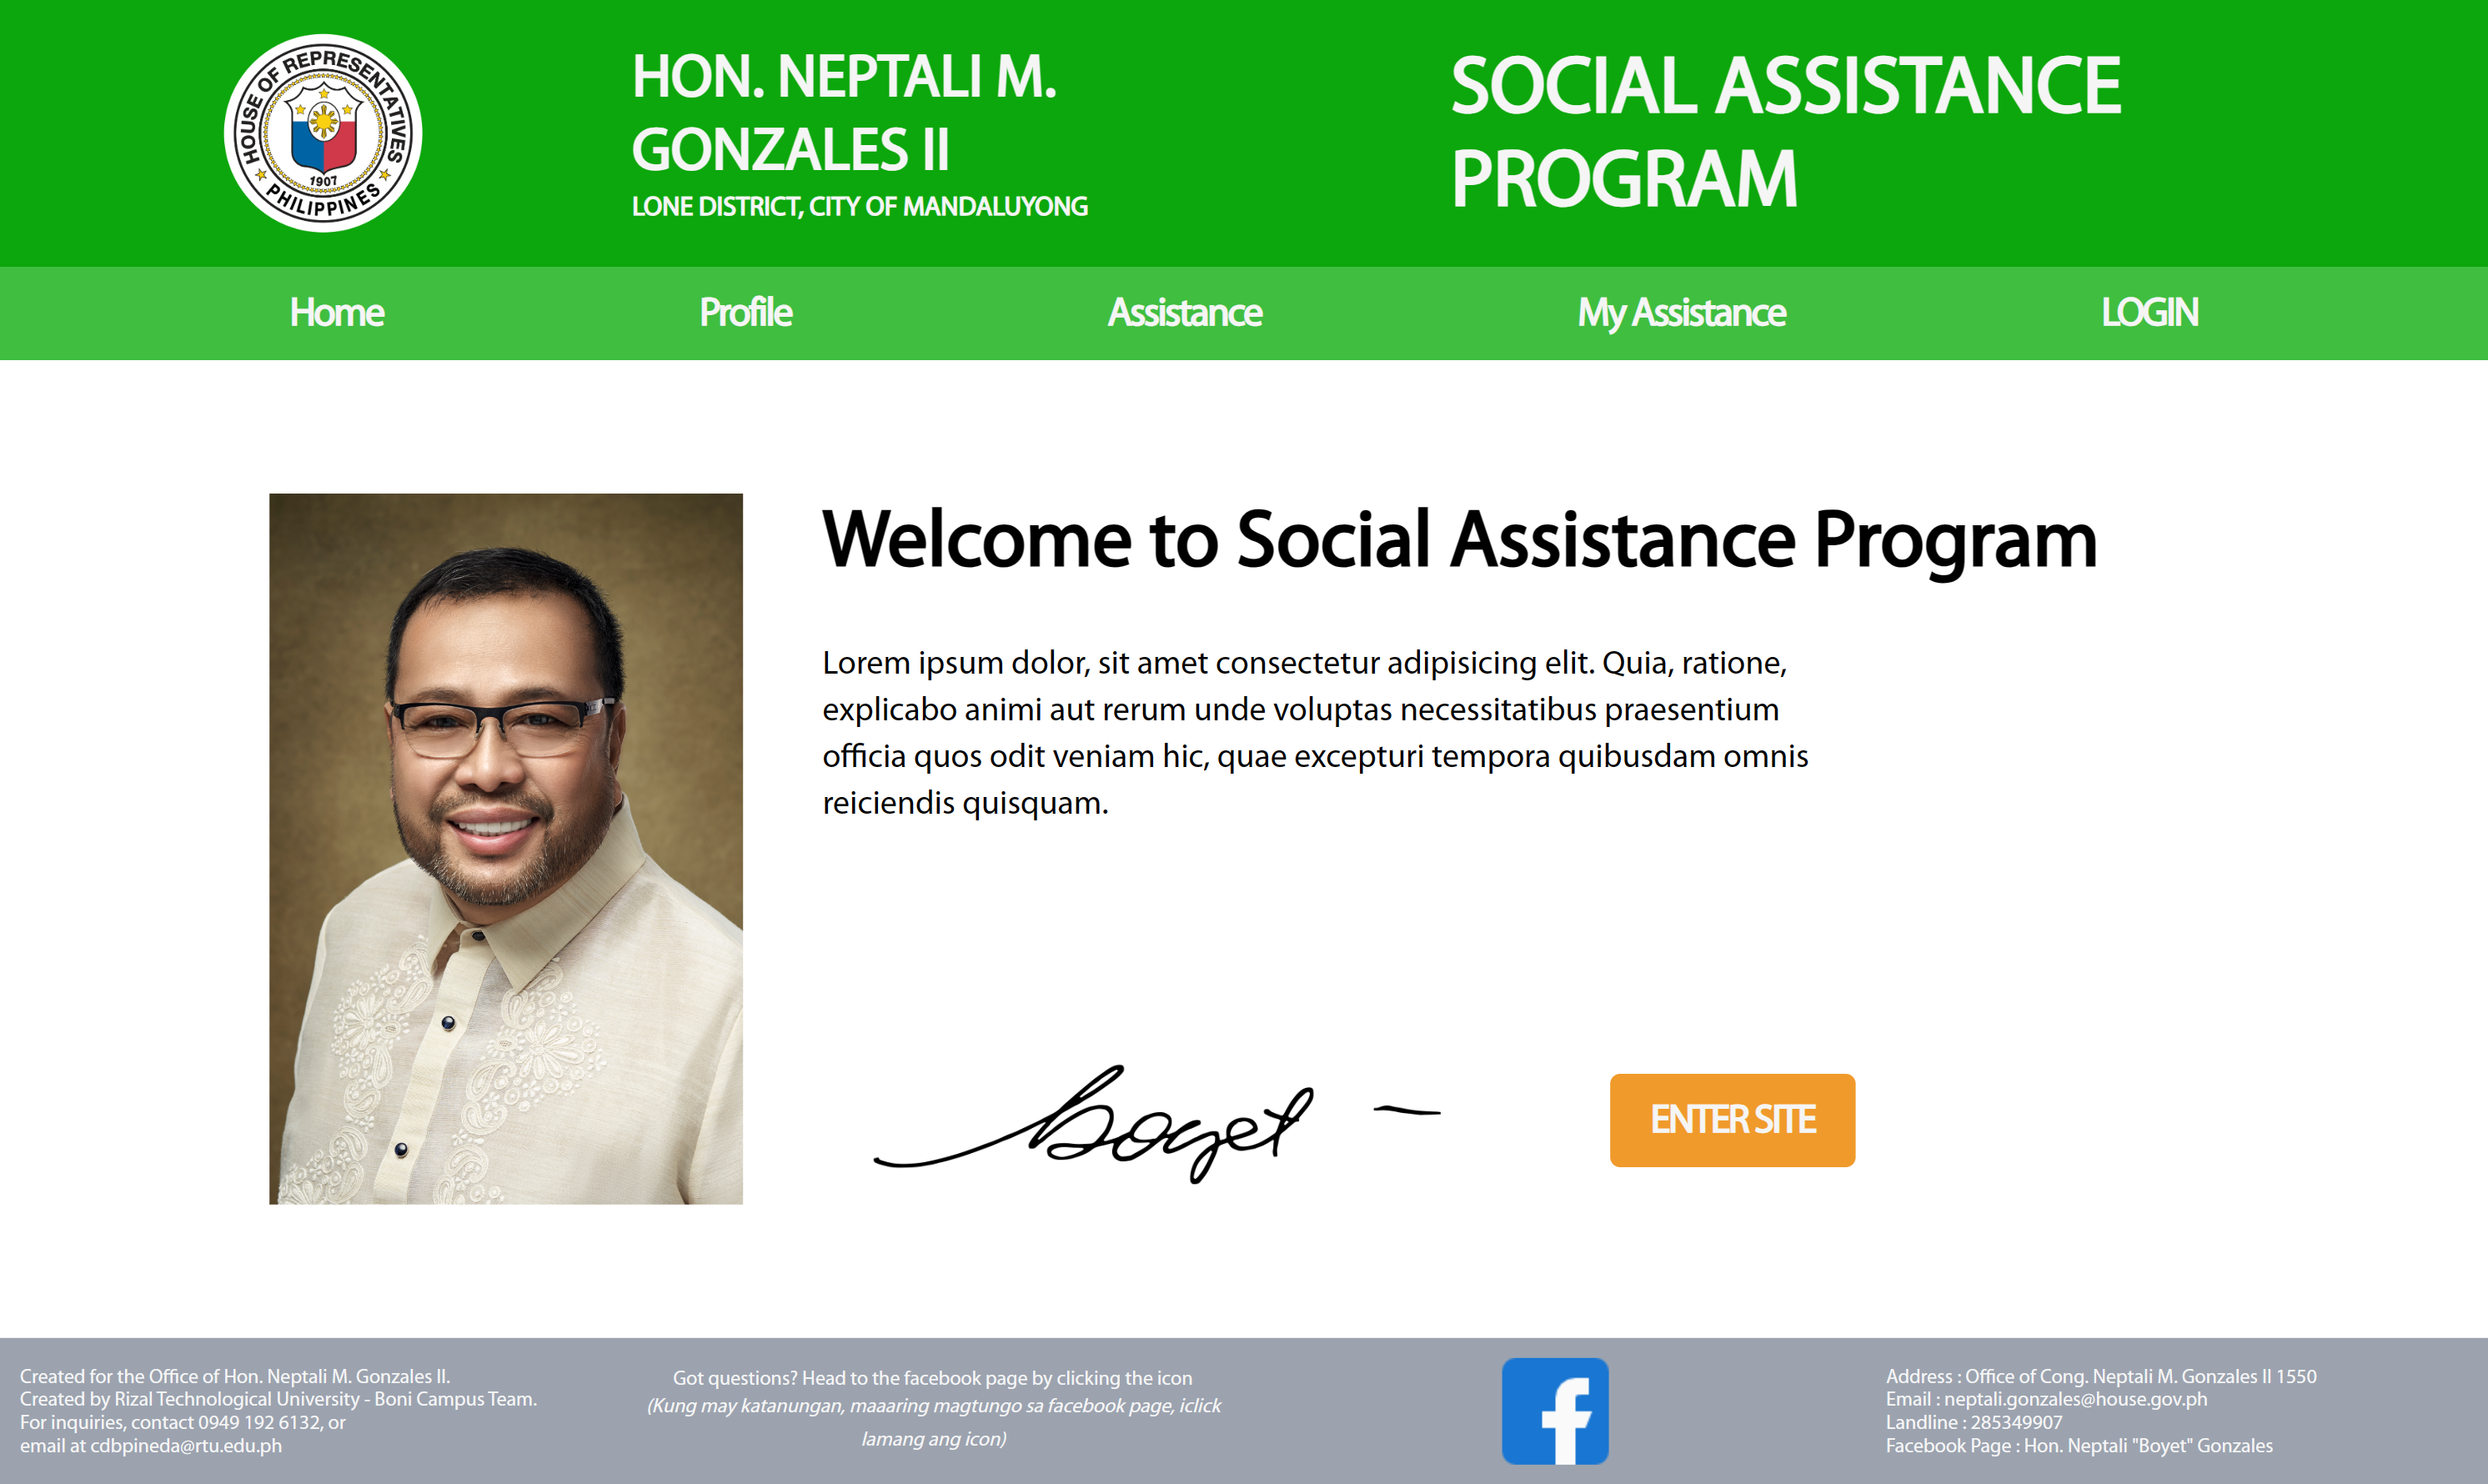 HOUSE OF REPRESENTATIVES
1907
PHILIPPINES
HON. NEPTALI M.
GONZALES II
LONE DISTRICT, CITY OF MANDALUYONG
SOCIAL ASSISTANCE
PROGRAM
Home
Profile
Assistance
My Assistance
LOGIN
Welcome to Social Assistance Program
Lorem ipsum dolor, sit amet consectetur adipisicing elit. Quia, ratione,
explicabo animi aut rerum unde voluptas necessitatibus praesentium
officia quos odit veniam hic, quae excepturi tempora quibusdam omnis
reiciendis quisquam.
boyet
ENTER SITE
Created for the Office of Hon. Neptali M. Gonzales II.
Created by Rizal Technological University - Boni Campus Team.
For inquiries, contact 0949 192 6132, or
email at cdbpineda@rtu.edu.ph
Got questions? Head to the facebook page by clicking the icon
(Kung may katanungan, maaaring magtungo sa facebook page, iclick
lamang ang icon)
f
Address : Office of Cong. Neptali M. Gonzales II 1550
Email : neptali.gonzales@house.gov.ph
Landline : 285349907
Facebook Page : Hon. Neptali "Boyet" Gonzales